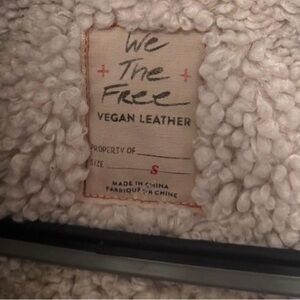 We
+ The +
Free
VEGAN LEATHER
PROPERTY OF
SIZE S
MADE IN CHINA
FABRIQUÉ EN CHINE